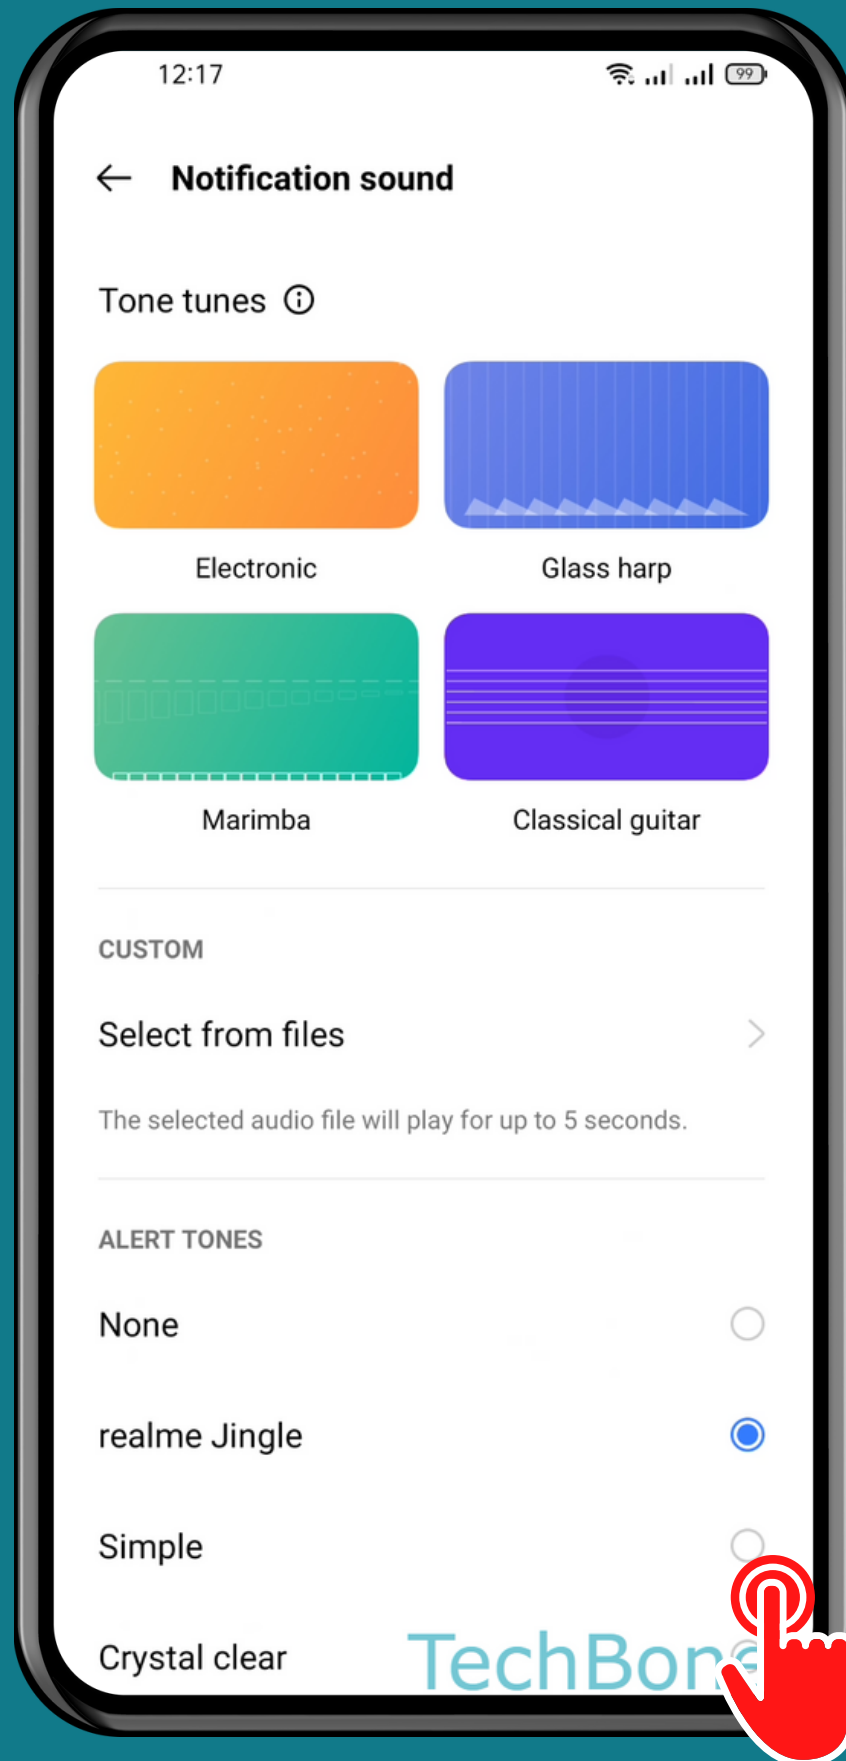 12:17
99
Notification sound
Tone tunes
Electronic
Glass harp
Marimba
Classical guitar
CUSTOM
Select from files
The selected audio file will play for up to 5 seconds.
ALERT TONES
None
realme Jingle
Simple
Crystal clear
TechBone